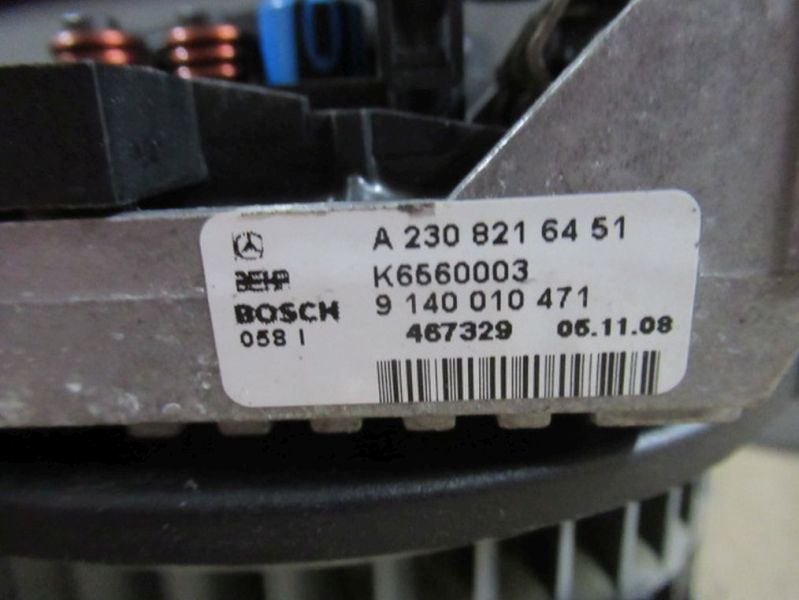 A 230 821 64 51
BEHR K6560003
BOSCH 9 140 010 471
058 I 467329 05.11.08